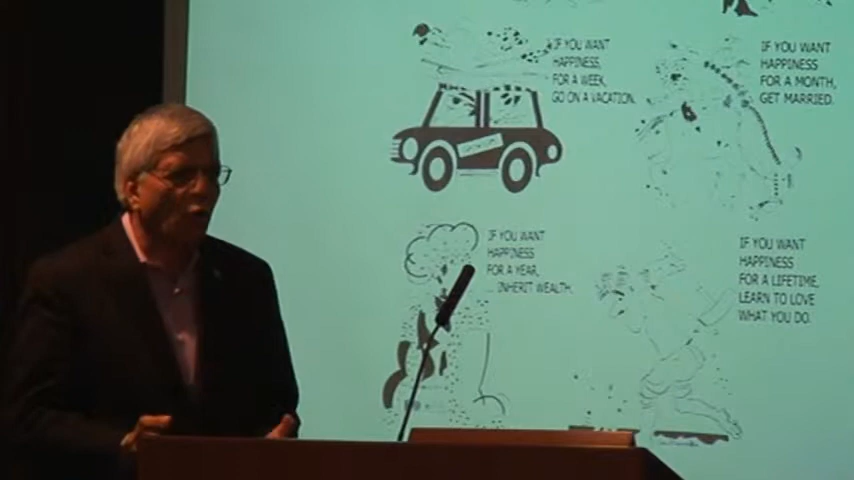 IF YOU WANT
HAPPINESS,
FOR A WEEK,
GO ON A VACATION.
IF YOU WANT
HAPPINESS
FOR A MONTH,
GET MARRIED.
IF YOU WANT
HAPPINESS
FOR A YEAR,
INHERIT WEALTH.
IF YOU WANT
HAPPINESS
FOR A LIFETIME,
LEARN TO LOVE
WHAT YOU DO.